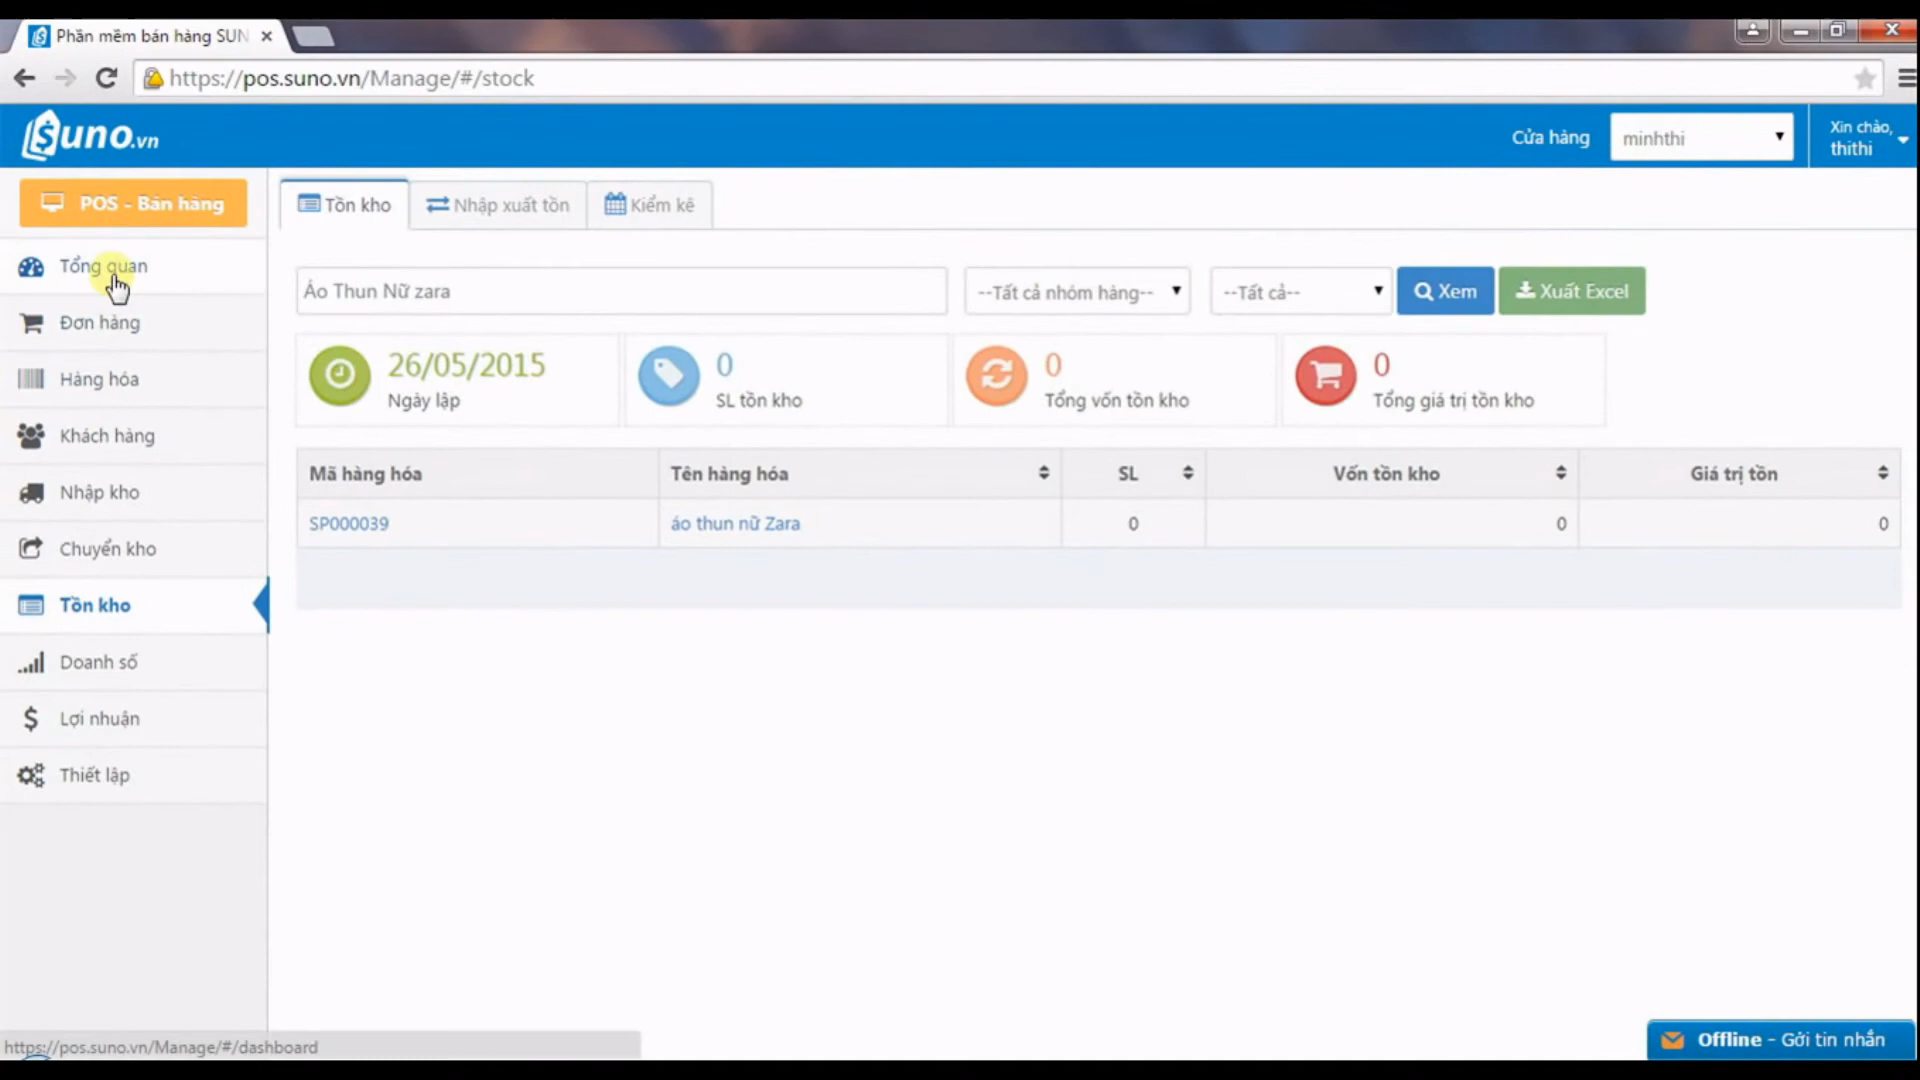 Phần mềm bán hàng SUN
https://pos.suno.vn/Manage/#/stock
Suno.vn
Cửa hàng
minhthi
Xin chào,
thithi
POS - Bán hàng
Tổng quan
Đơn hàng
Hàng hóa
Khách hàng
Nhập kho
Chuyển kho
Tồn kho
Doanh số
Lợi nhuận
Thiết lập
Tồn kho
Nhập xuất tồn
Kiểm kê
Áo Thun Nữ zara
--Tất cả nhóm hàng--
--Tất cả--
Xem
Xuất Excel
26/05/2015
Ngày lập
0
SL tồn kho
0
Tổng vốn tồn kho
0
Tổng giá trị tồn kho
Mã hàng hóa Tên hàng hóa SL Vốn tồn kho Giá trị tồn
SP000039 áo thun nữ Zara 0 0 0
https://pos.suno.vn/Manage/#/dashboard
Offline - Gởi tin nhắn